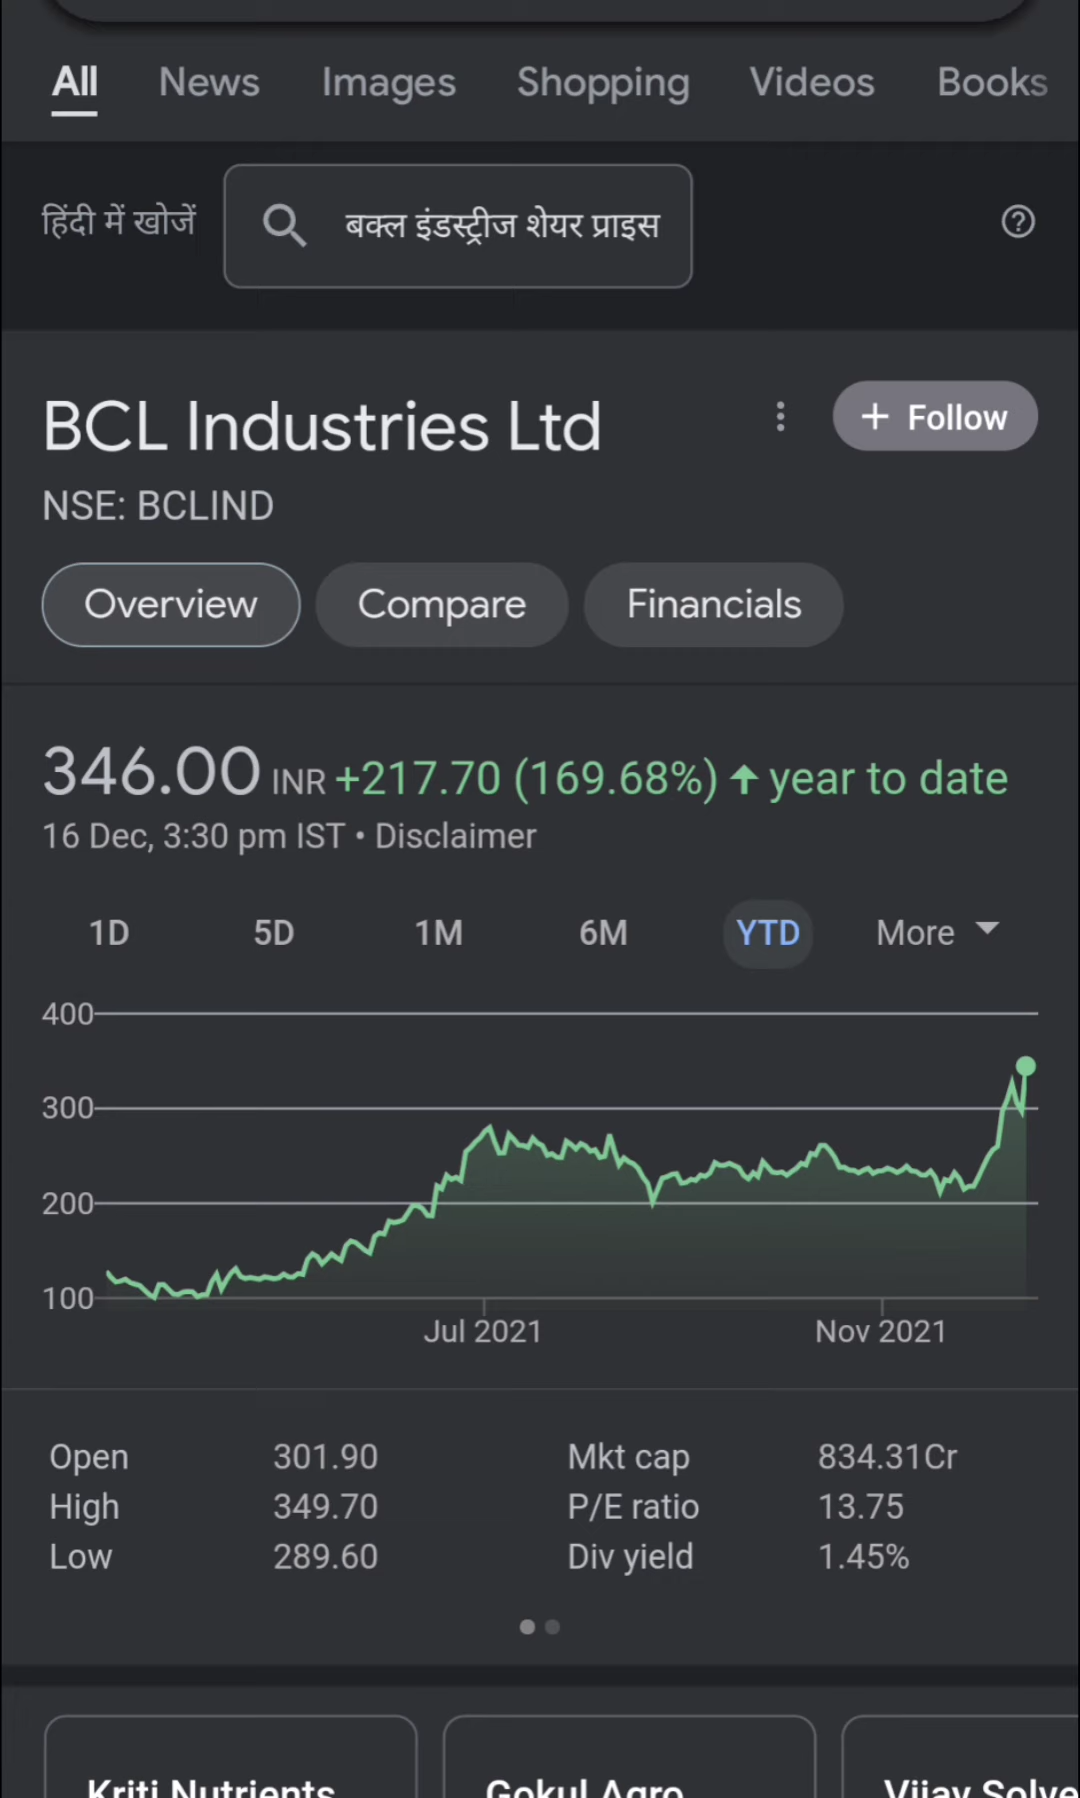 All News Images Shopping Videos Books
हिंदी में खोजें बक्ल इंडस्ट्रीज शेयर प्राइस
BCL Industries Ltd
+ Follow
NSE: BCLIND
Overview Compare Financials
346.00 INR +217.70 (169.68%) ↑ year to date
16 Dec, 3:30 pm IST • Disclaimer
1D 5D 1M 6M YTD More
400
300
200
100
Jul 2021 Nov 2021
Open 301.90 Mkt cap 834.31Cr
High 349.70 P/E ratio 13.75
Low 289.60 Div yield 1.45%
Kriti Nutrients Gokul Agro Vijay Solve